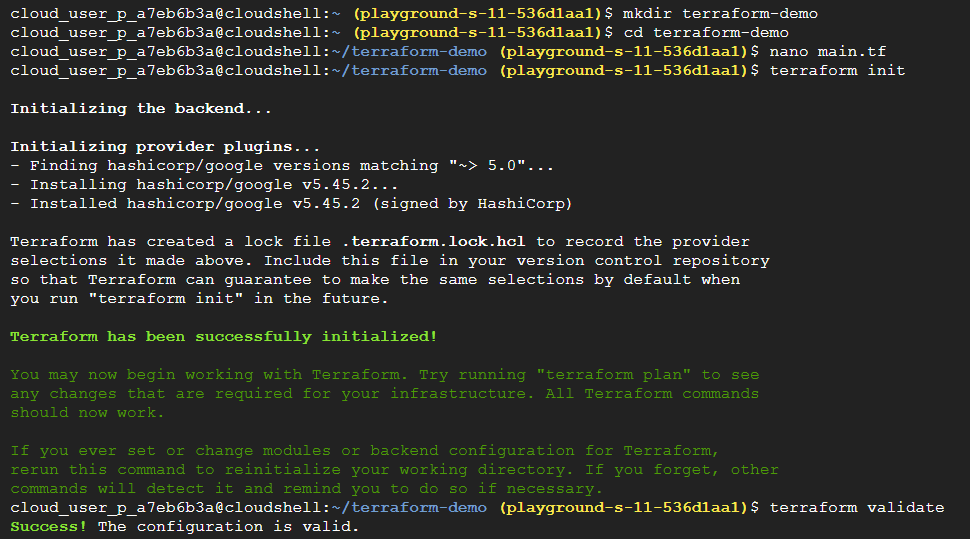 cloud_user_p_a7eb6b3a@cloudshell:~ (playground-s-11-536d1aa1)$ mkdir terraform-demo
cloud_user_p_a7eb6b3a@cloudshell:~ (playground-s-11-536d1aa1)$ cd terraform-demo
cloud_user_p_a7eb6b3a@cloudshell:~/terraform-demo (playground-s-11-536d1aa1)$ nano main.tf
cloud_user_p_a7eb6b3a@cloudshell:~/terraform-demo (playground-s-11-536d1aa1)$ terraform init
Initializing the backend...
Initializing provider plugins...
- Finding hashicorp/google versions matching "~> 5.0"...
- Installing hashicorp/google v5.45.2...
- Installed hashicorp/google v5.45.2 (signed by HashiCorp)
Terraform has created a lock file .terraform.lock.hcl to record the provider
selections it made above. Include this file in your version control repository
so that Terraform can guarantee to make the same selections by default when
you run "terraform init" in the future.
Terraform has been successfully initialized!
You may now begin working with Terraform. Try running "terraform plan" to see
any changes that are required for your infrastructure. All Terraform commands
should now work.
If you ever set or change modules or backend configuration for Terraform,
rerun this command to reinitialize your working directory. If you forget, other
commands will detect it and remind you to do so if necessary.
cloud_user_p_a7eb6b3a@cloudshell:~/terraform-demo (playground-s-11-536d1aa1)$ terraform validate
Success! The configuration is valid.